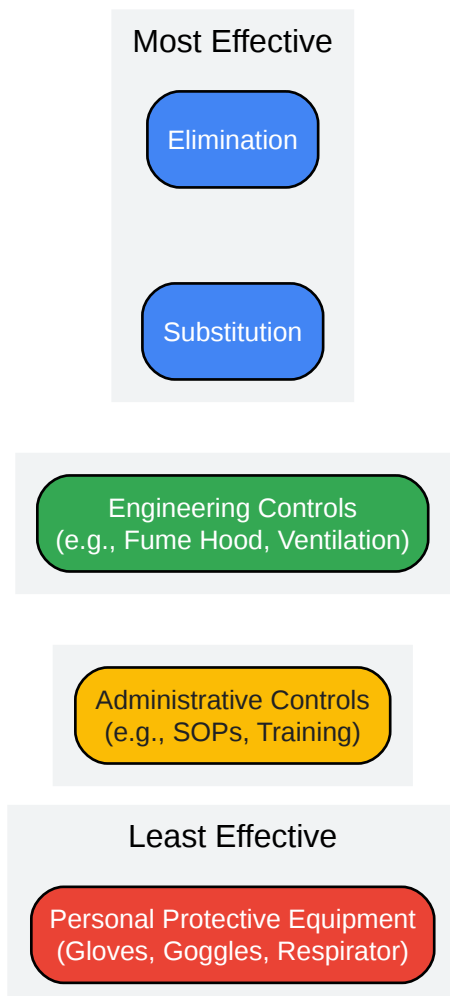 Most Effective
Elimination
Substitution
Engineering Controls
(e.g., Fume Hood, Ventilation)
Administrative Controls
(e.g., SOPs, Training)
Least Effective
Personal Protective Equipment
(Gloves, Goggles, Respirator)